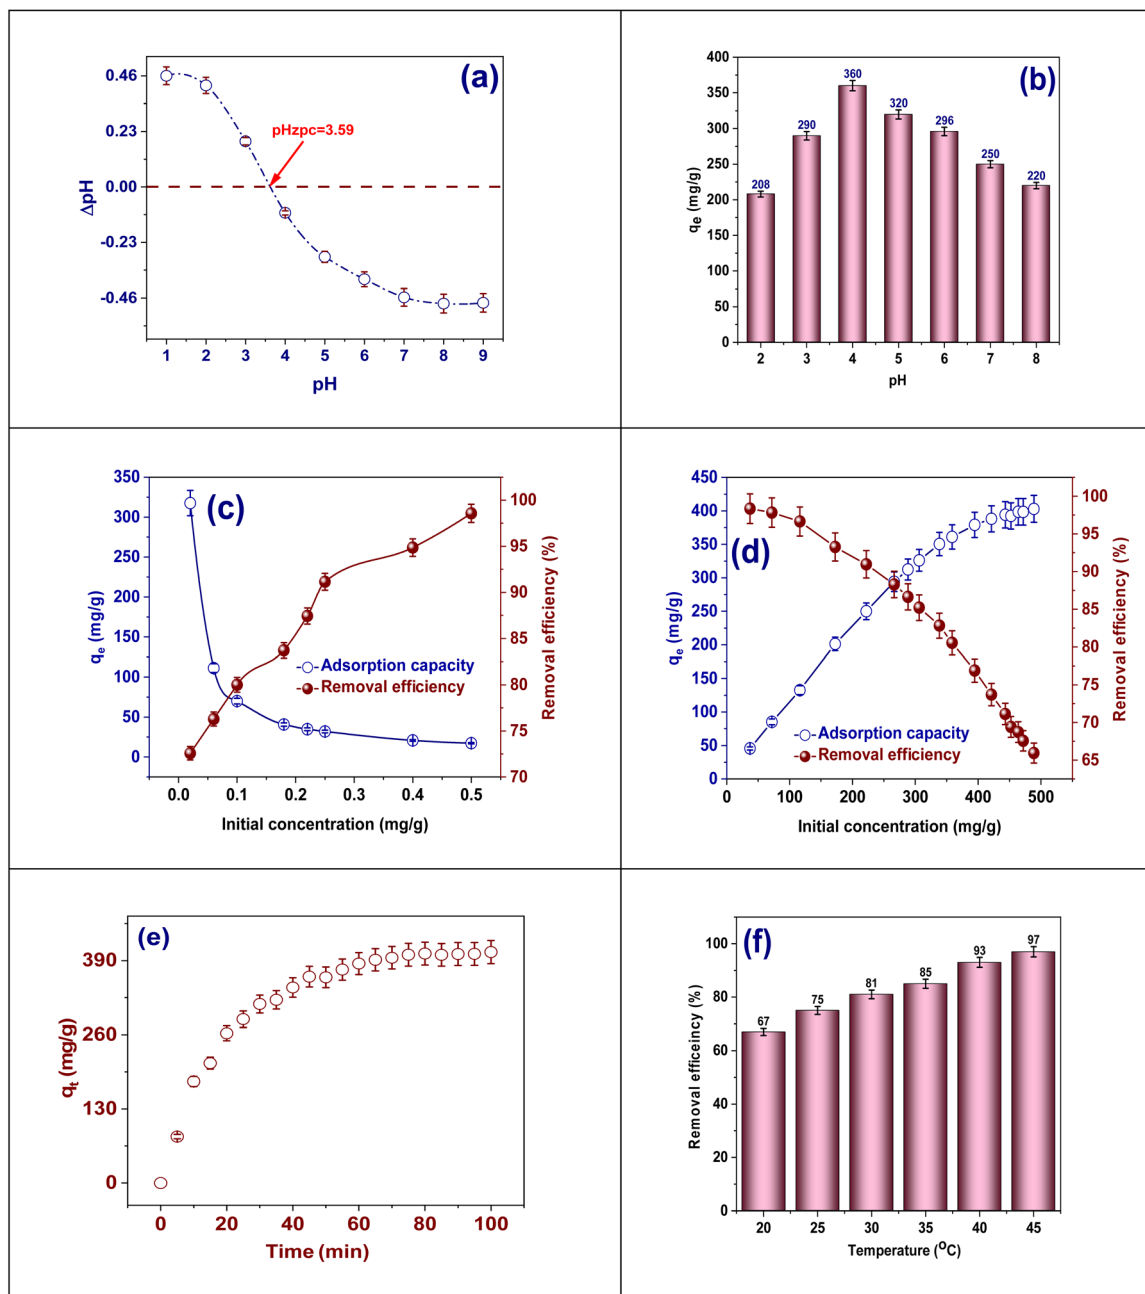 (a)
0.46
0.23
0.00
-0.23
-0.46
ΔpH
pHzpc=3.59
1 2 3 4 5 6 7 8 9
pH
(b)
400
350
300
250
200
150
100
50
0
qe (mg/g)
208 290 360 320 296 250 220
2 3 4 5 6 7 8
pH
(c)
350
300
250
200
150
100
50
0
qe (mg/g)
100
95
90
85
80
75
70
Removal efficiency (%)
Adsorption capacity
Removal efficiency
0.0 0.1 0.2 0.3 0.4 0.5
Initial concentration (mg/g)
(d)
450
400
350
300
250
200
150
100
50
0
qe (mg/g)
100
95
90
85
80
75
70
65
Removal efficiency (%)
Adsorption capacity
Removal efficiency
0 100 200 300 400 500
Initial concentration (mg/g)
(e)
390
260
130
0
qt (mg/g)
0 20 40 60 80 100
Time (min)
(f)
100
80
60
40
20
0
Removal efficeincy (%)
67 75 81 85 93 97
20 25 30 35 40 45
Temperature (OC)